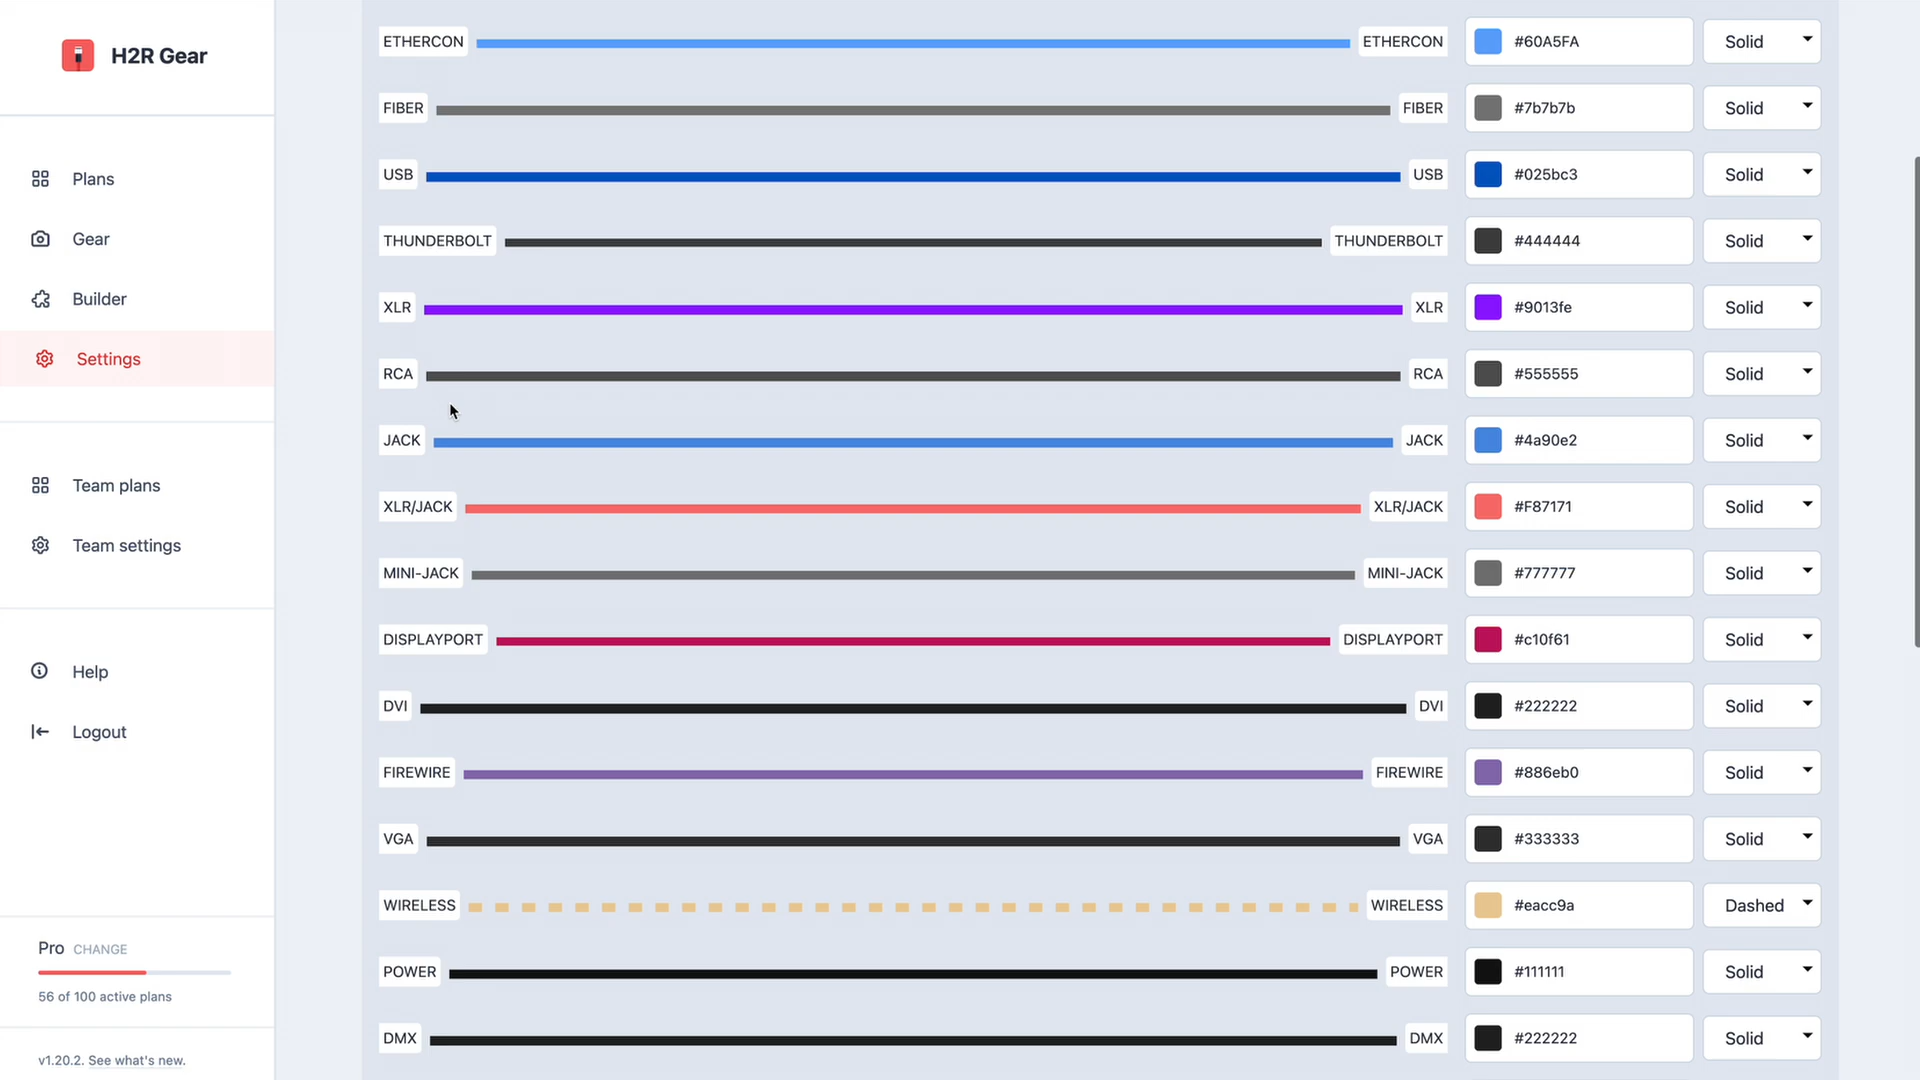 H2R Gear
Plans
Gear
Builder
Settings
Team plans
Team settings
Help
Logout
Pro CHANGE
56 of 100 active plans
v1.20.2. See what's new.
ETHERCON ETHERCON #60A5FA Solid
FIBER FIBER #7b7b7b Solid
USB USB #025bc3 Solid
THUNDERBOLT THUNDERBOLT #444444 Solid
XLR XLR #9013fe Solid
RCA RCA #555555 Solid
JACK JACK #4a90e2 Solid
XLR/JACK XLR/JACK #F87171 Solid
MINI-JACK MINI-JACK #777777 Solid
DISPLAYPORT DISPLAYPORT #c10f61 Solid
DVI DVI #222222 Solid
FIREWIRE FIREWIRE #886eb0 Solid
VGA VGA #333333 Solid
WIRELESS WIRELESS #eacc9a Dashed
POWER POWER #111111 Solid
DMX DMX #222222 Solid